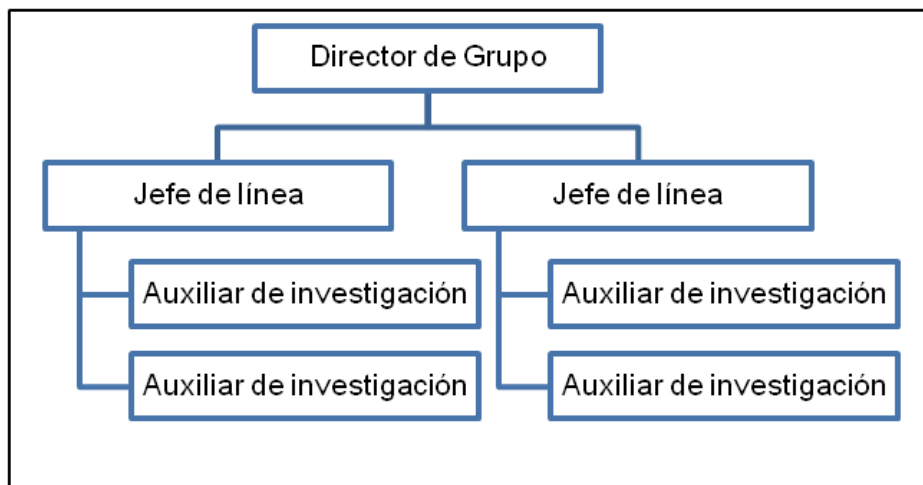 Director de Grupo
Jefe de línea
Jefe de línea
Auxiliar de investigación
Auxiliar de investigación
Auxiliar de investigación
Auxiliar de investigación